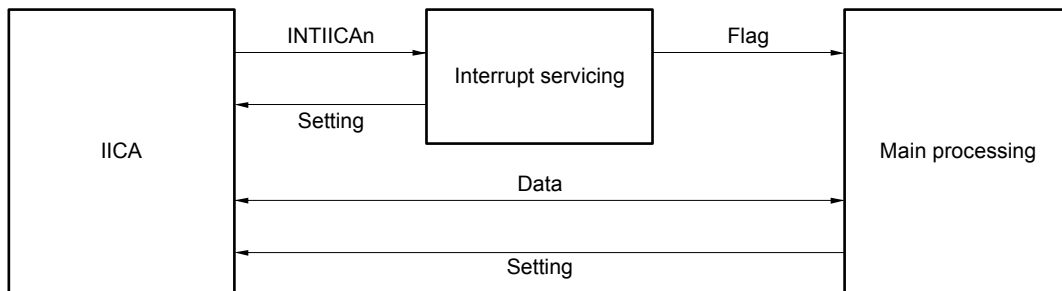 INTIICAn
Flag
Interrupt servicing
Setting
IICA
Main processing
Data
Setting